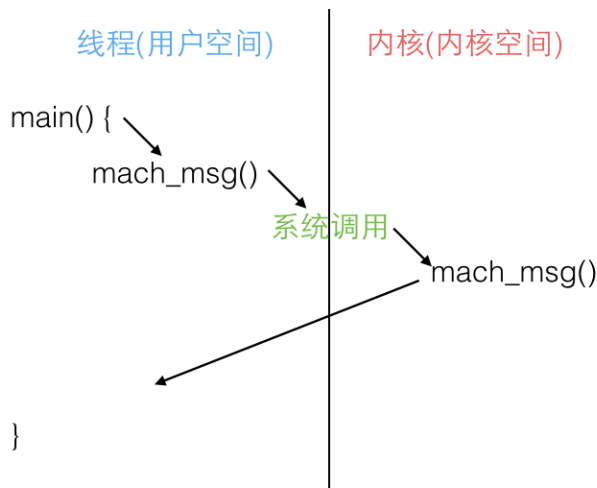 线程(用户空间)
内核(内核空间)
main() {
mach_msg()
系统调用
mach_msg()
}